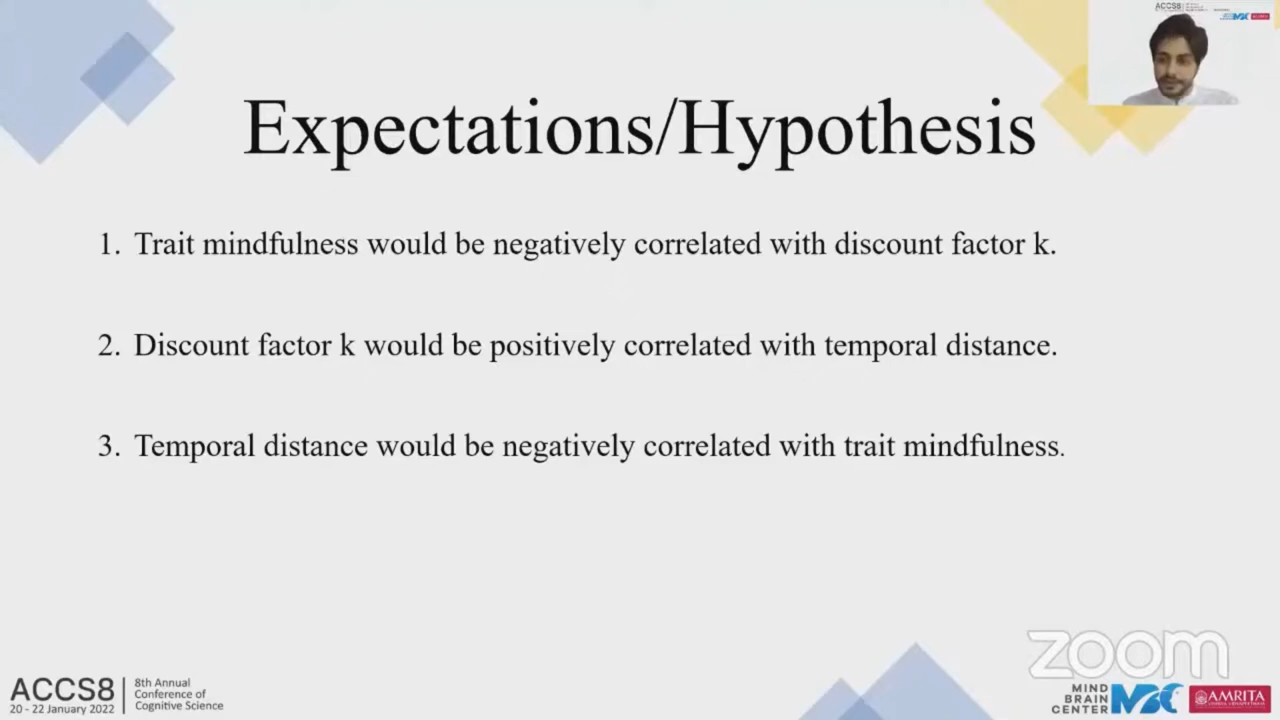 ACCS8
Expectations/Hypothesis
1. Trait mindfulness would be negatively correlated with discount factor k.
2. Discount factor k would be positively correlated with temporal distance.
3. Temporal distance would be negatively correlated with trait mindfulness.
zoom
ACCS8
20 - 22 January 2022
8th Annual
Conference of
Cognitive Science
MIND
BRAIN
CENTER
MBC
AMRITA